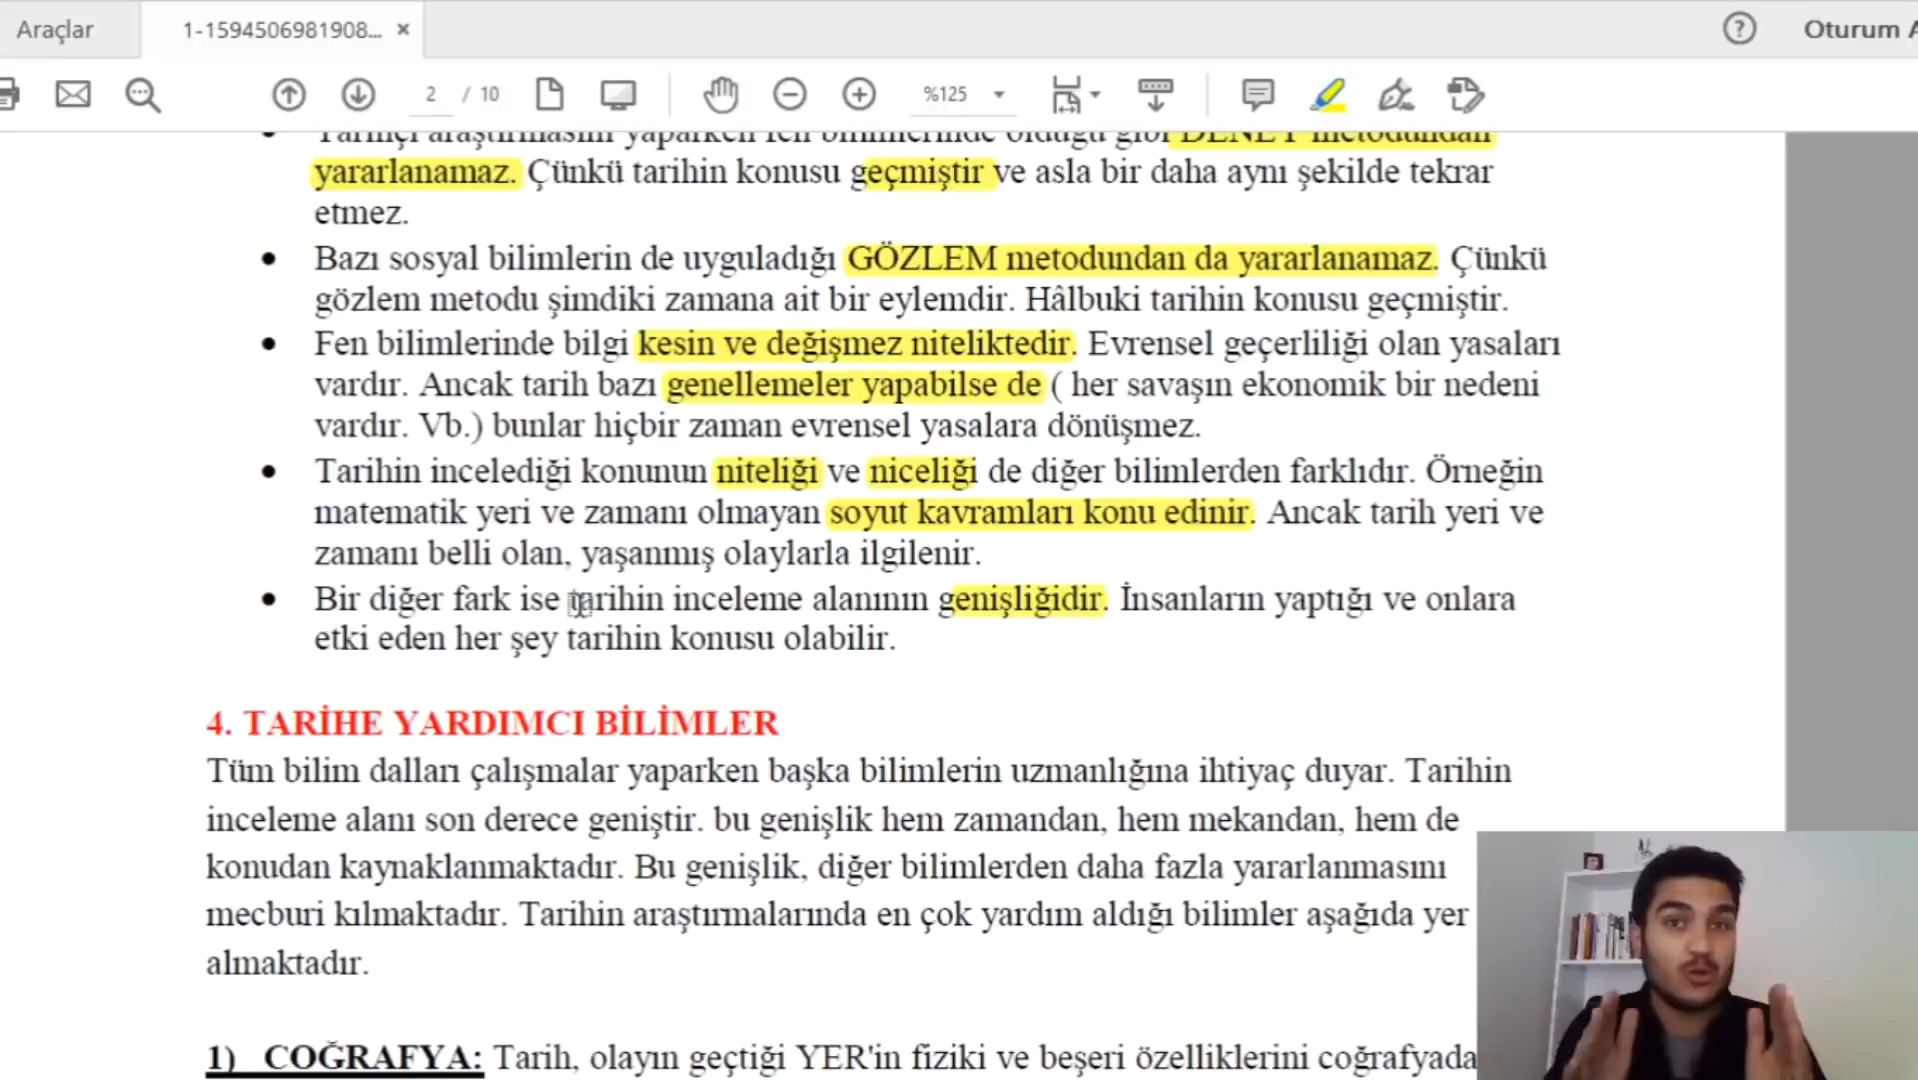 Araçlar
1-1594506981908... ×
? Oturum A
2 / 10
%125
Tarihçi araştırmasını yaparken fen bilimlerinde olduğu gibi DENEY metodundan
yararlanamaz. Çünkü tarihin konusu geçmiştir ve asla bir daha aynı şekilde tekrar
etmez.
• Bazı sosyal bilimlerin de uyguladığı GÖZLEM metodundan da yararlanamaz. Çünkü
gözlem metodu şimdiki zamana ait bir eylemdir. Hâlbuki tarihin konusu geçmiştir.
• Fen bilimlerinde bilgi kesin ve değişmez niteliktedir. Evrensel geçerliliği olan yasaları
vardır. Ancak tarih bazı genellemeler yapabilse de ( her savaşın ekonomik bir nedeni
vardır. Vb.) bunlar hiçbir zaman evrensel yasalara dönüşmez.
• Tarihin incelediği konunun niteliği ve niceliği de diğer bilimlerden farklıdır. Örneğin
matematik yeri ve zamanı olmayan soyut kavramları konu edinir. Ancak tarih yeri ve
zamanı belli olan, yaşanmış olaylarla ilgilenir.
• Bir diğer fark ise tarihin inceleme alanının genişliğidir. İnsanların yaptığı ve onlara
etki eden her şey tarihin konusu olabilir.
4. TARİHE YARDIMCI BİLİMLER
Tüm bilim dalları çalışmalar yaparken başka bilimlerin uzmanlığına ihtiyaç duyar. Tarihin
inceleme alanı son derece geniştir. bu genişlik hem zamandan, hem mekandan, hem de
konudan kaynaklanmaktadır. Bu genişlik, diğer bilimlerden daha fazla yararlanmasını
mecburi kılmaktadır. Tarihin araştırmalarında en çok yardım aldığı bilimler aşağıda yer
almaktadır.
1) COĞRAFYA: Tarih, olayın geçtiği YER'in fiziki ve beşeri özelliklerini coğrafyada